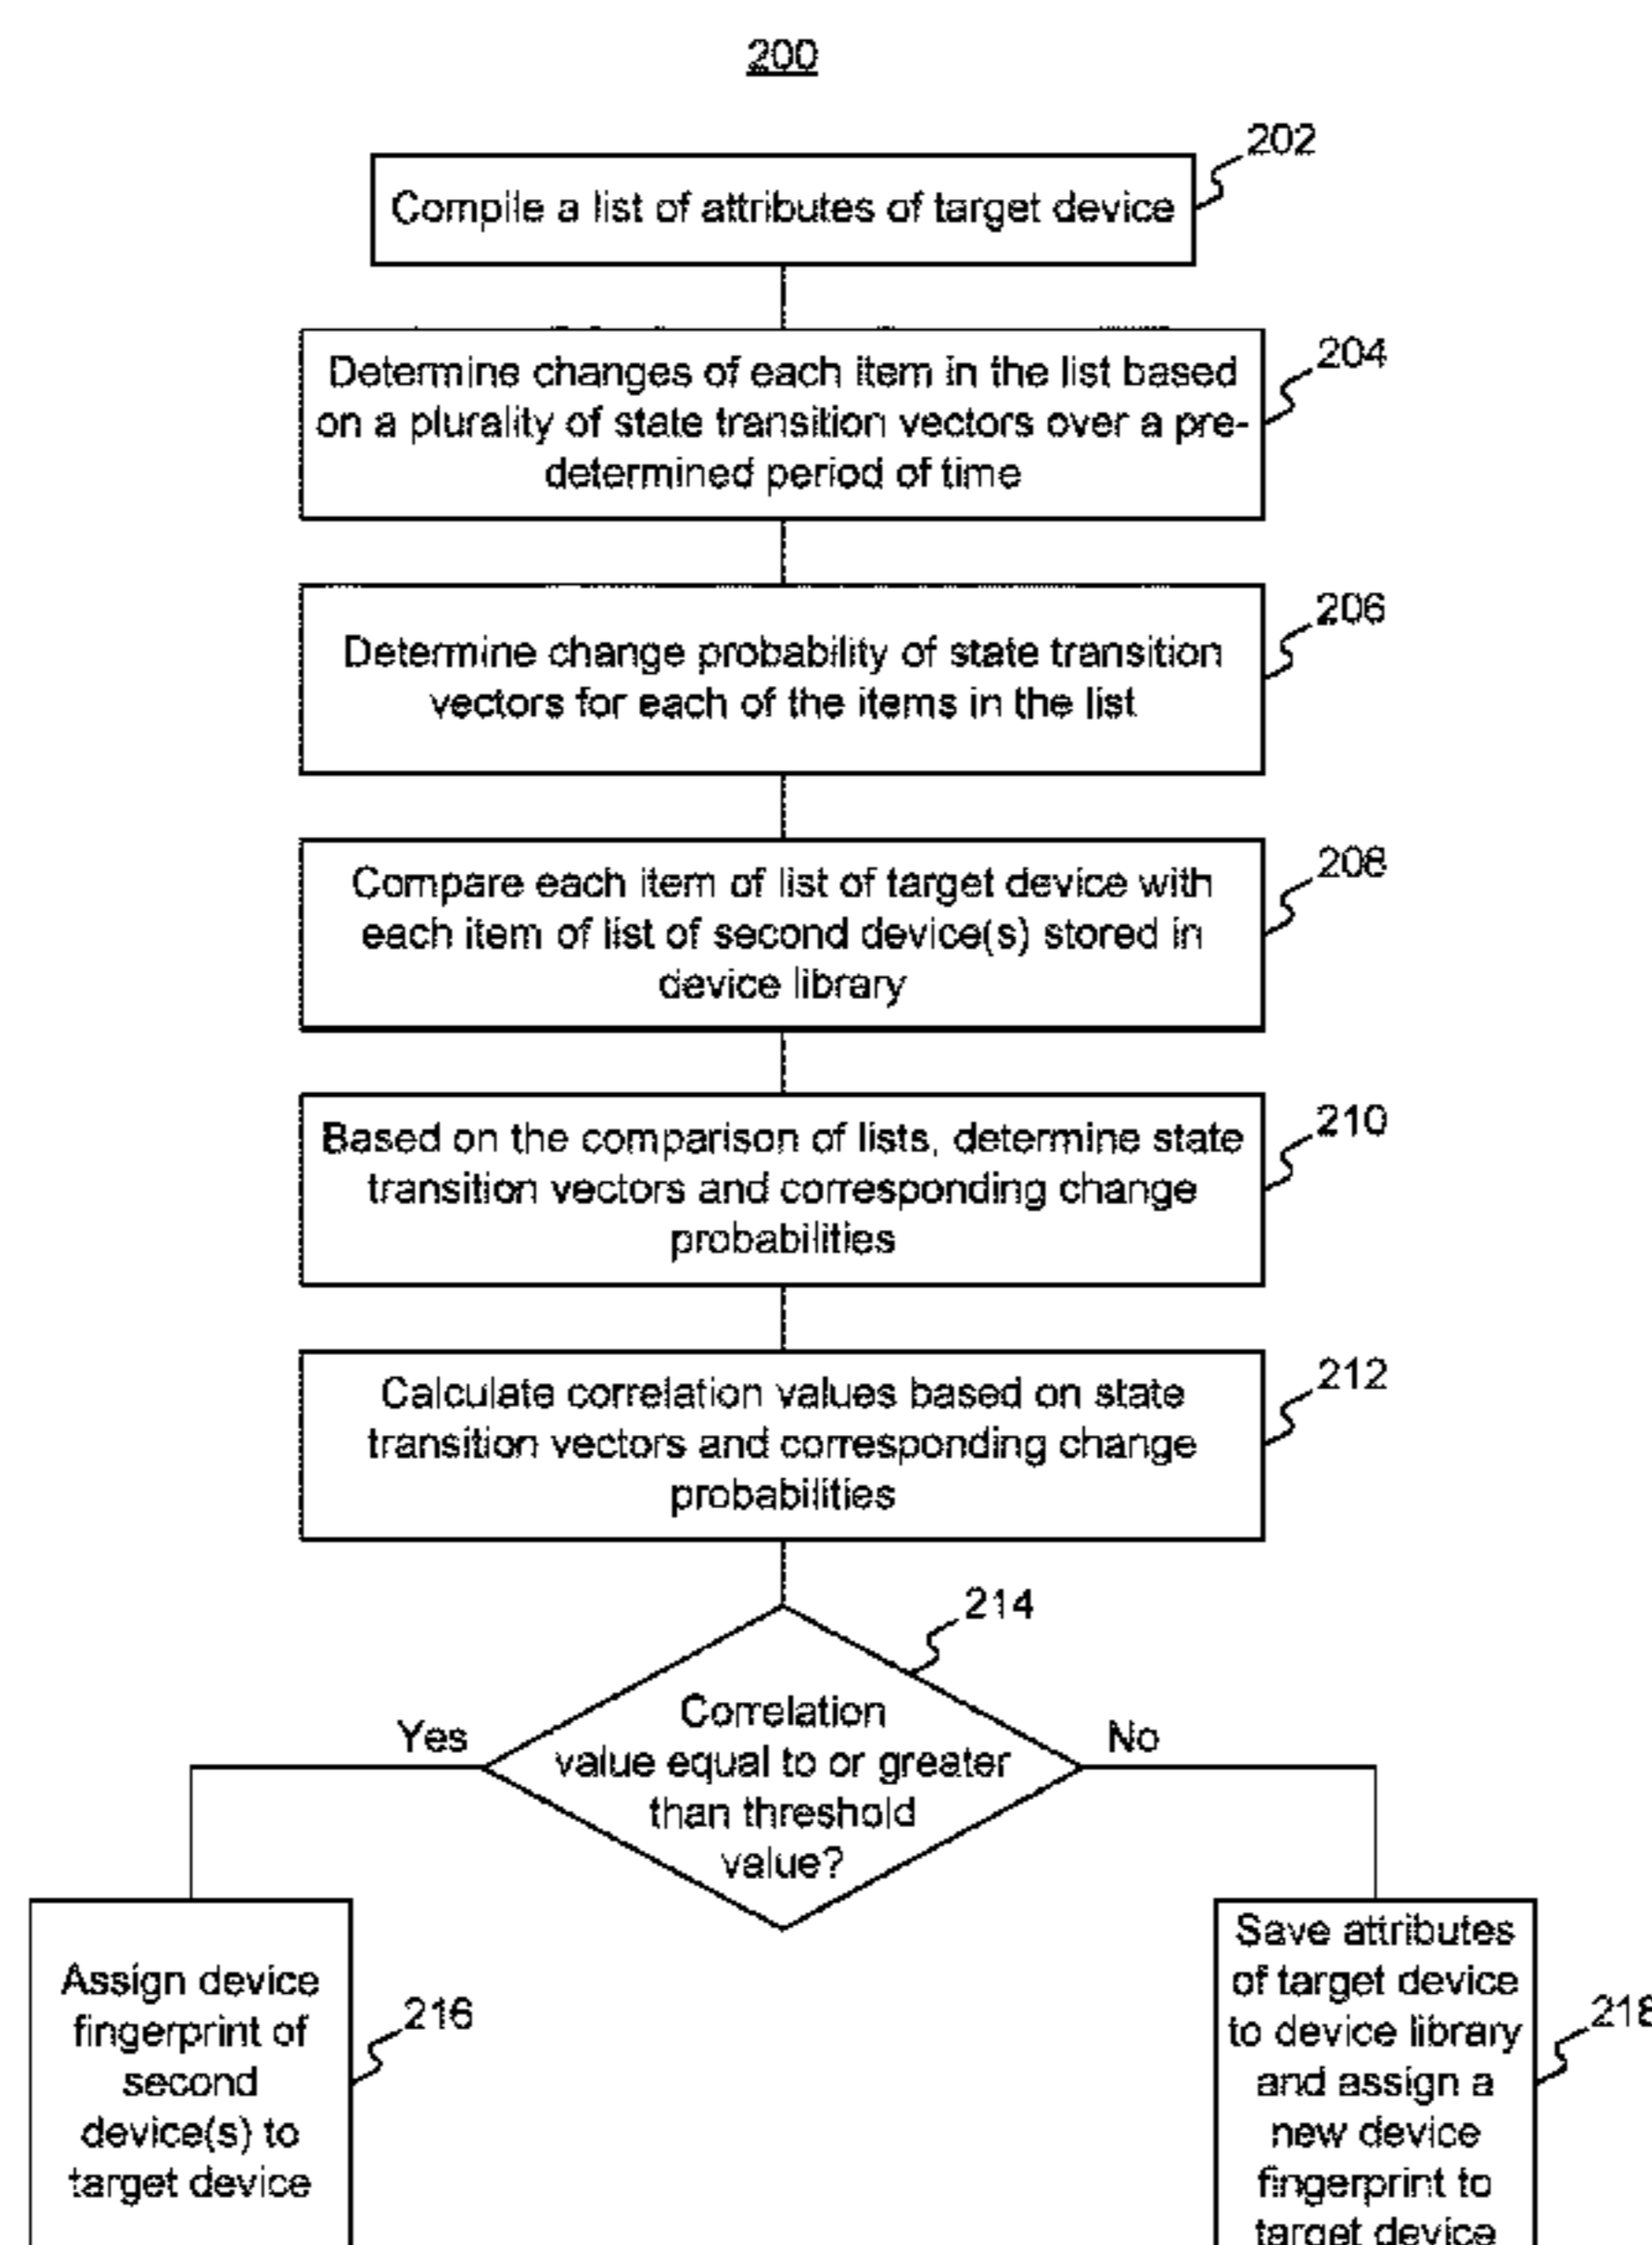 200
202
Compile a list of attributes of target device
204
Determine changes of each item in the list based
on a plurality of state transition vectors over a pre-
determined period of time
206
Determine change probability of state transition
vectors for each of the items in the list
208
Compare each item of list of target device with
each item of list of second device(s) stored in
device library
210
Based on the comparison of lists, determine state
transition vectors and corresponding change
probabilities
212
Calculate correlation values based on state
transition vectors and corresponding change
probabilities
214
Correlation
value equal to or greater
than threshold
value?
Yes
No
Assign device
fingerprint of
second
device(s) to
target device
216
Save attributes
of target device
to device library
and assign a
new device
fingerprint to
target device
218